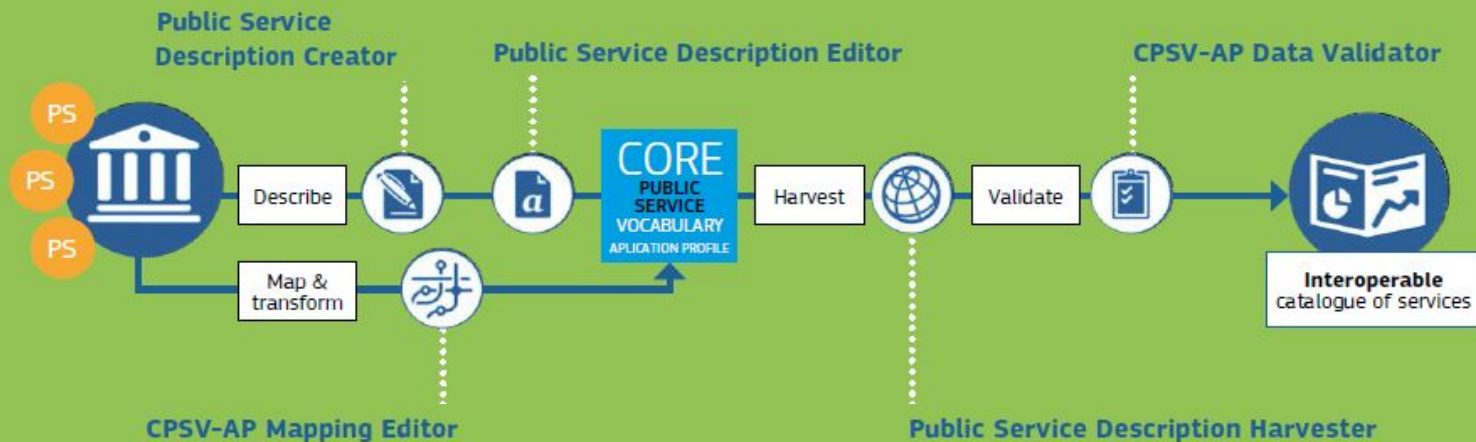 Public Service
Description Creator
Public Service Description Editor
CPSV-AP Data Validator
PS
PS
PS
Describe
a
CORE
PUBLIC
SERVICE
VOCABULARY
APLICATION PROFILE
Harvest
Validate
Map &
transform
Interoperable
catalogue of services
CPSV-AP Mapping Editor
Public Service Description Harvester